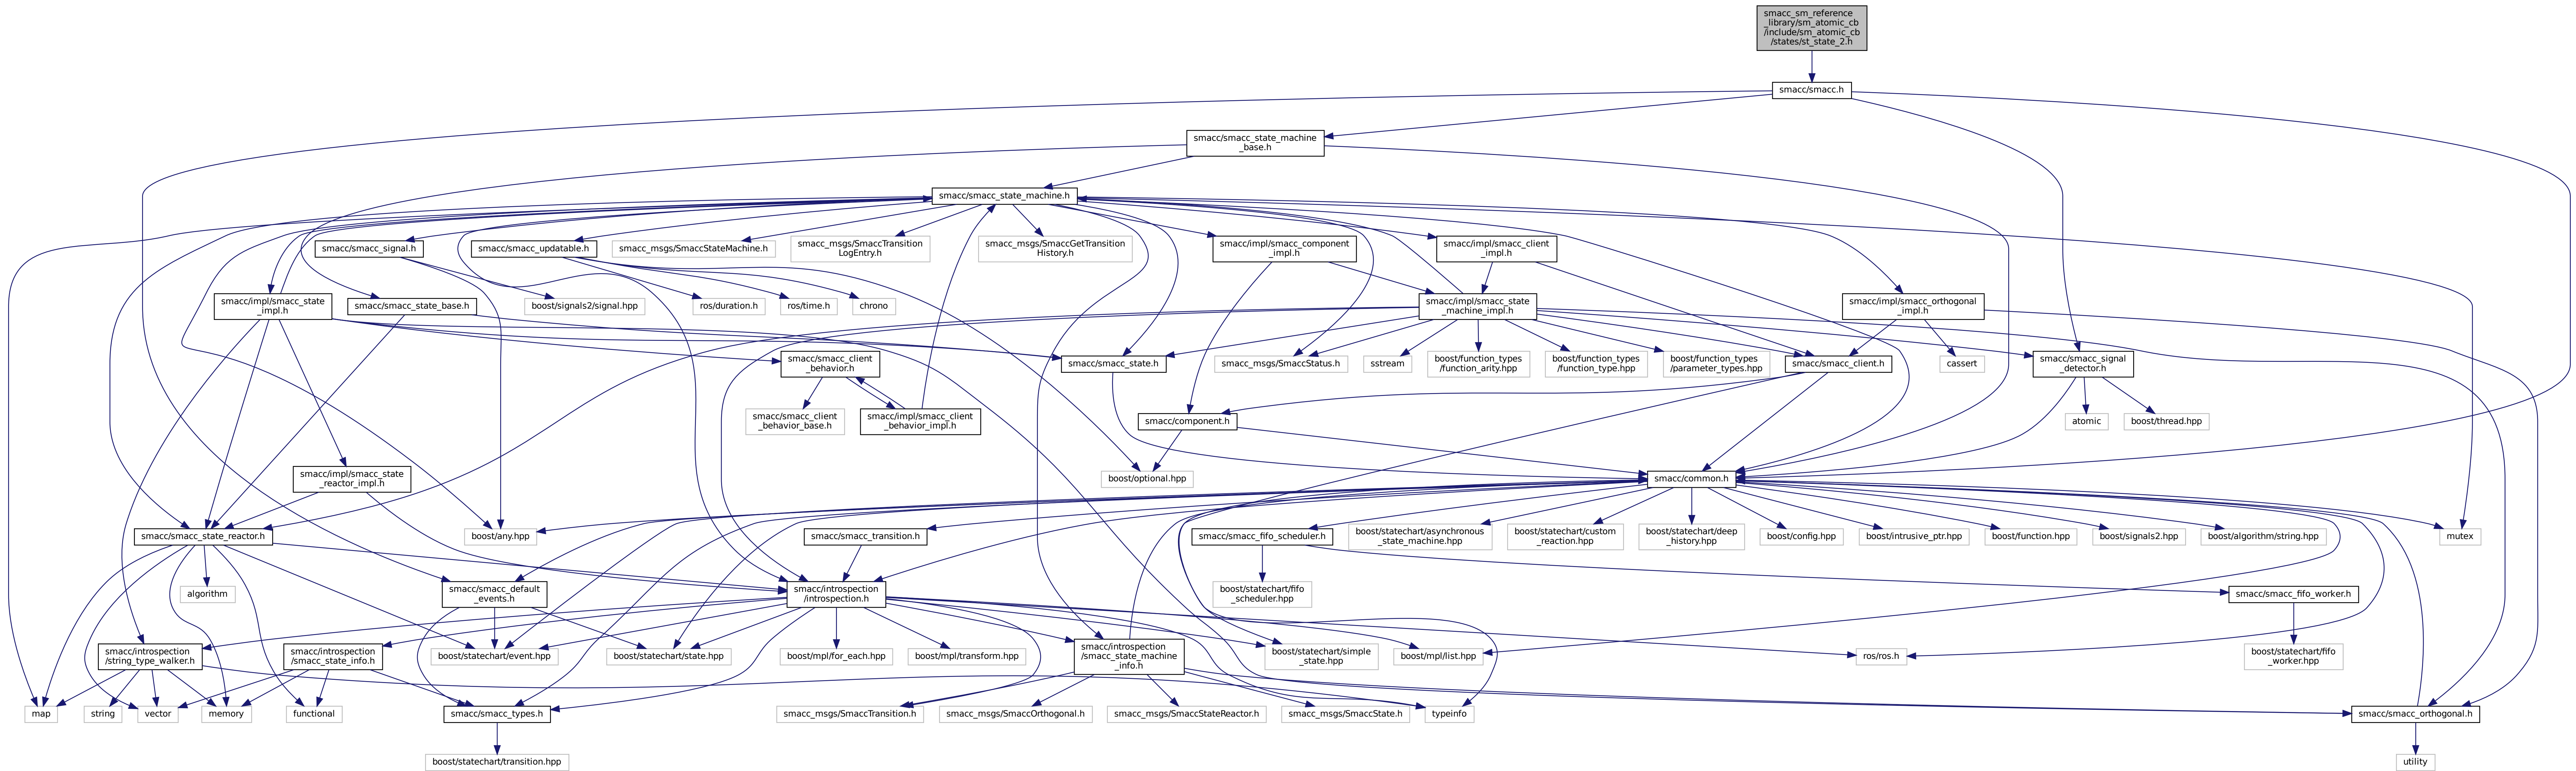 smacc_sm_reference
_library/sm_atomic_cb
/include/sm_atomic_cb
/states/st_state_2.h
smacc/smacc.h
smacc/smacc_state_machine
_base.h
smacc/smacc_state_machine.h
smacc/smacc_signal.h
smacc/smacc_updatable.h
smacc_msgs/SmaccStateMachine.h
smacc_msgs/SmaccTransition
LogEntry.h
smacc_msgs/SmaccGetTransition
History.h
smacc/impl/smacc_component
_impl.h
smacc/impl/smacc_client
_impl.h
smacc/impl/smacc_state
_impl.h
smacc/smacc_state_base.h
boost/signals2/signal.hpp
ros/duration.h
ros/time.h
chrono
smacc/impl/smacc_state
_machine_impl.h
smacc/impl/smacc_orthogonal
_impl.h
smacc/smacc_client
_behavior.h
smacc/smacc_state.h
smacc_msgs/SmaccStatus.h
sstream
boost/function_types
/function_arity.hpp
boost/function_types
/function_type.hpp
boost/function_types
/parameter_types.hpp
smacc/smacc_client.h
cassert
smacc/smacc_signal
_detector.h
smacc/smacc_client
_behavior_base.h
smacc/impl/smacc_client
_behavior_impl.h
smacc/component.h
atomic
boost/thread.hpp
smacc/impl/smacc_state
_reactor_impl.h
boost/optional.hpp
smacc/common.h
smacc/smacc_state_reactor.h
boost/any.hpp
smacc/smacc_transition.h
smacc/smacc_fifo_scheduler.h
boost/statechart/asynchronous
_state_machine.hpp
boost/statechart/custom
_reaction.hpp
boost/statechart/deep
_history.hpp
boost/config.hpp
boost/intrusive_ptr.hpp
boost/function.hpp
boost/signals2.hpp
boost/algorithm/string.hpp
mutex
algorithm
smacc/smacc_default
_events.h
smacc/introspection
/introspection.h
boost/statechart/fifo
_scheduler.hpp
smacc/smacc_fifo_worker.h
smacc/introspection
/string_type_walker.h
smacc/introspection
/smacc_state_info.h
boost/statechart/event.hpp
boost/statechart/state.hpp
boost/mpl/for_each.hpp
boost/mpl/transform.hpp
smacc/introspection
/smacc_state_machine
_info.h
boost/statechart/simple
_state.hpp
boost/mpl/list.hpp
ros/ros.h
boost/statechart/fifo
_worker.hpp
map
string
vector
memory
functional
smacc/smacc_types.h
smacc_msgs/SmaccTransition.h
smacc_msgs/SmaccOrthogonal.h
smacc_msgs/SmaccStateReactor.h
smacc_msgs/SmaccState.h
typeinfo
smacc/smacc_orthogonal.h
boost/statechart/transition.hpp
utility